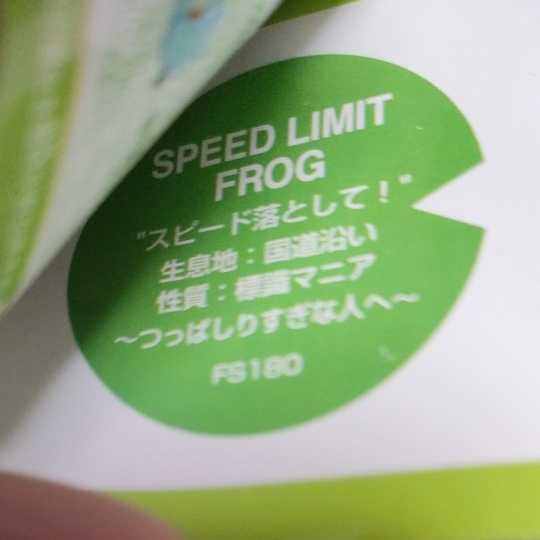 SPEED LIMIT
FROG
"スピード落として！"
生息地：国道沿い
性質：標識マニア
～つっぱしりすぎな人へ～
FS180